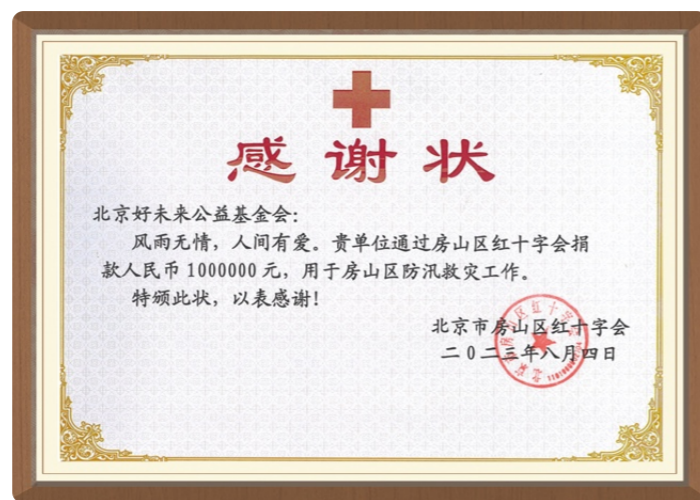 感谢状
北京好未来公益基金会：
风雨无情，人间有爱。贵单位通过房山区红十字会捐
款人民币1000000元，用于房山区防汛救灾工作。
特颁此状，以表感谢！
北京市房山区红十字会
二0二三年八月四日